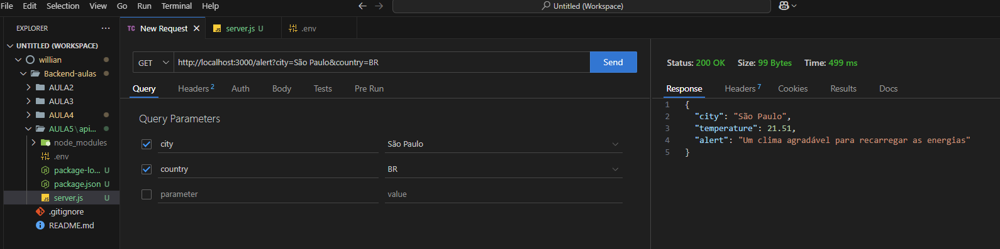 File Edit Selection View Go Run Terminal Help
Untitled (Workspace)
EXPLORER ···
TC New Request
JS server.js U
.env
UNTITLED (WORKSPACE)
willian
Backend-aulas
AULA2
AULA3
AULA4
AULA5\api...
node_modules
.env
package-lo... U
package.json U
JS server.js U
.gitignore
README.md
GET http://localhost:3000/alert?city=São Paulo&country=BR Send
Query Headers 2 Auth Body Tests Pre Run
Query Parameters
city São Paulo
country BR
parameter value
Status: 200 OK Size: 99 Bytes Time: 499 ms
Response Headers 7 Cookies Results Docs
1 {
2 "city": "São Paulo",
3 "temperature": 21.51,
4 "alert": "Um clima agradável para recarregar as energias"
5 }